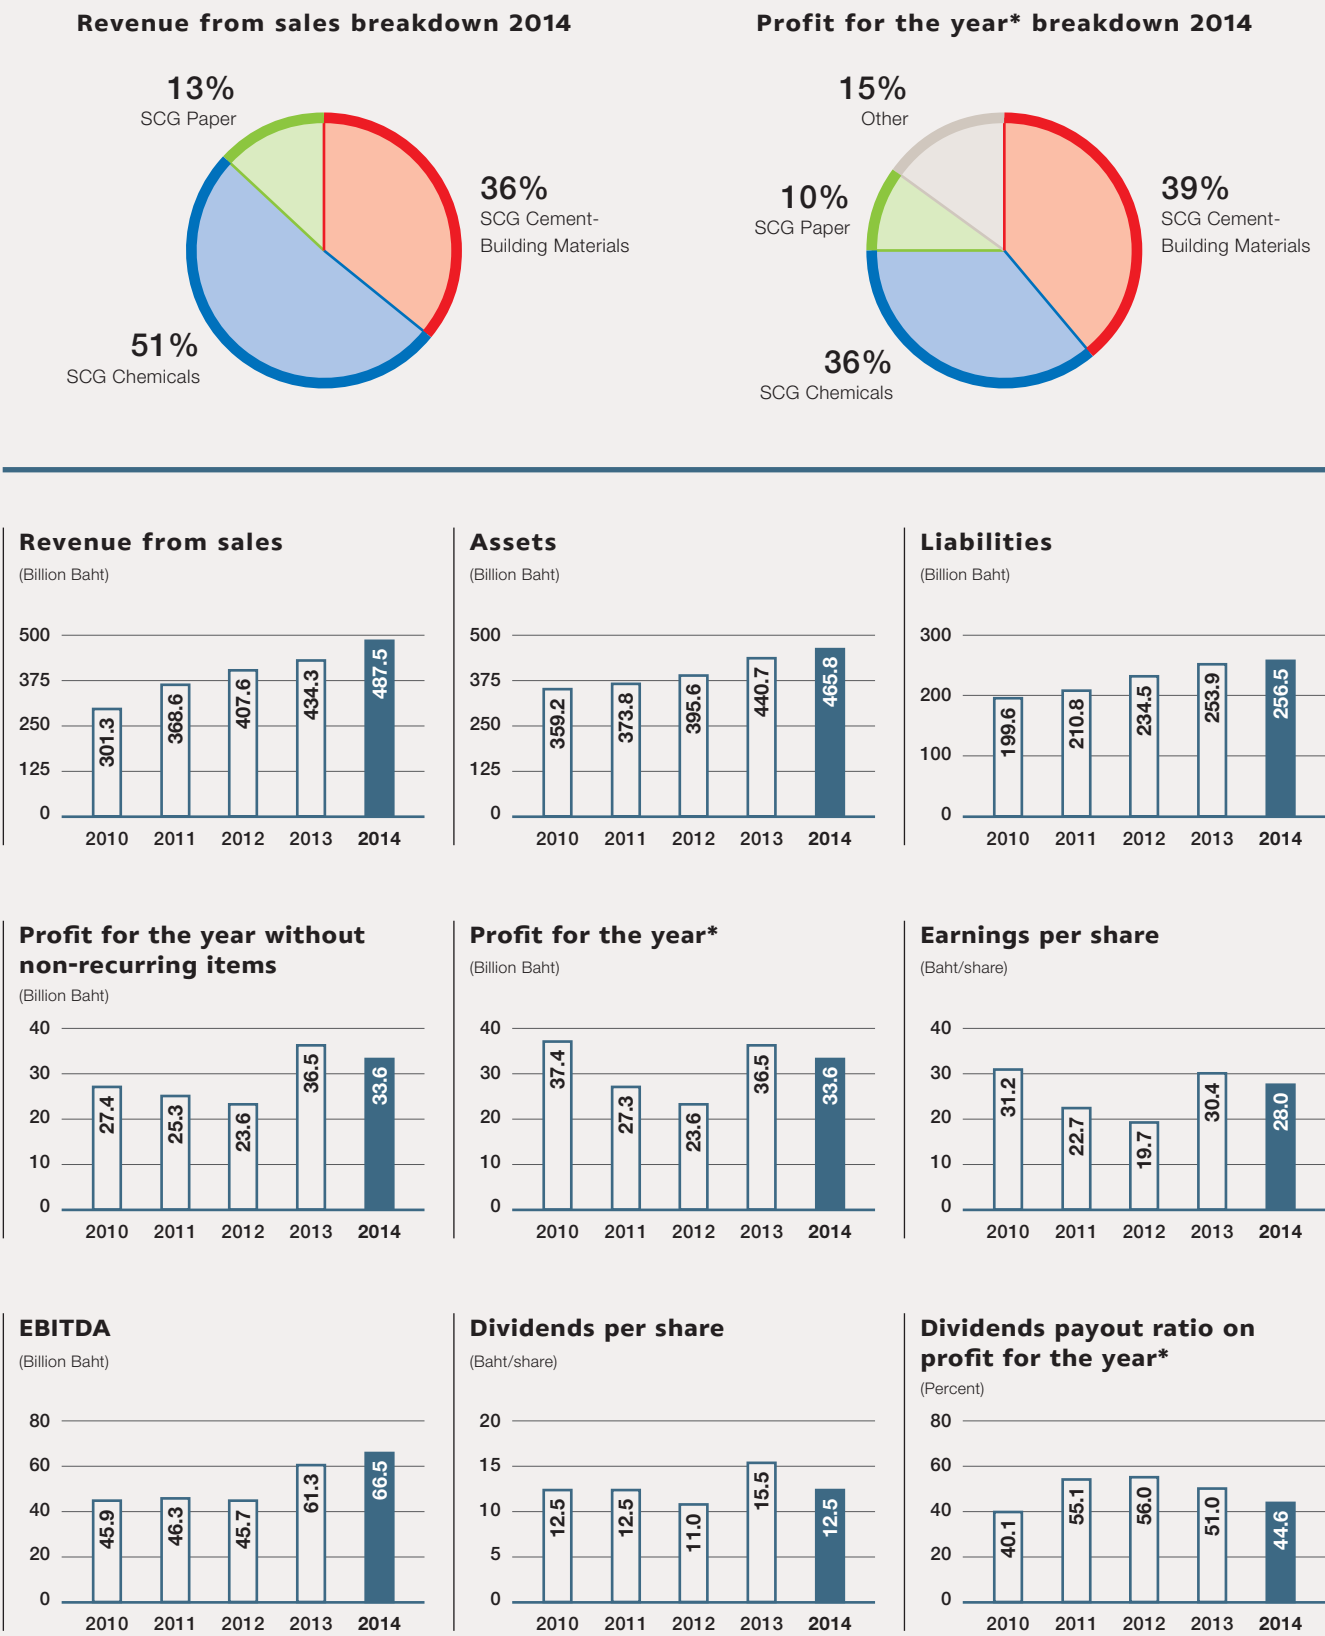 Revenue from sales breakdown 2014
13%
SCG Paper
36%
SCG Cement-
Building Materials
51%
SCG Chemicals
Profit for the year* breakdown 2014
15%
Other
10%
SCG Paper
39%
SCG Cement-
Building Materials
36%
SCG Chemicals
Revenue from sales
(Billion Baht)
500
375
250
125
0
301.3
368.6
407.6
434.3
487.5
2010 2011 2012 2013 2014
Assets
(Billion Baht)
500
375
250
125
0
359.2
373.8
395.6
440.7
465.8
2010 2011 2012 2013 2014
Liabilities
(Billion Baht)
300
200
100
0
199.6
210.8
234.5
253.9
256.5
2010 2011 2012 2013 2014
Profit for the year without
non-recurring items
(Billion Baht)
40
30
20
10
0
27.4
25.3
23.6
36.5
33.6
2010 2011 2012 2013 2014
Profit for the year*
(Billion Baht)
40
30
20
10
0
37.4
27.3
23.6
36.5
33.6
2010 2011 2012 2013 2014
Earnings per share
(Baht/share)
40
30
20
10
0
31.2
22.7
19.7
30.4
28.0
2010 2011 2012 2013 2014
EBITDA
(Billion Baht)
80
60
40
20
0
45.9
46.3
45.7
61.3
66.5
2010 2011 2012 2013 2014
Dividends per share
(Baht/share)
20
15
10
5
0
12.5
12.5
11.0
15.5
12.5
2010 2011 2012 2013 2014
Dividends payout ratio on
profit for the year*
(Percent)
80
60
40
20
0
40.1
55.1
56.0
51.0
44.6
2010 2011 2012 2013 2014